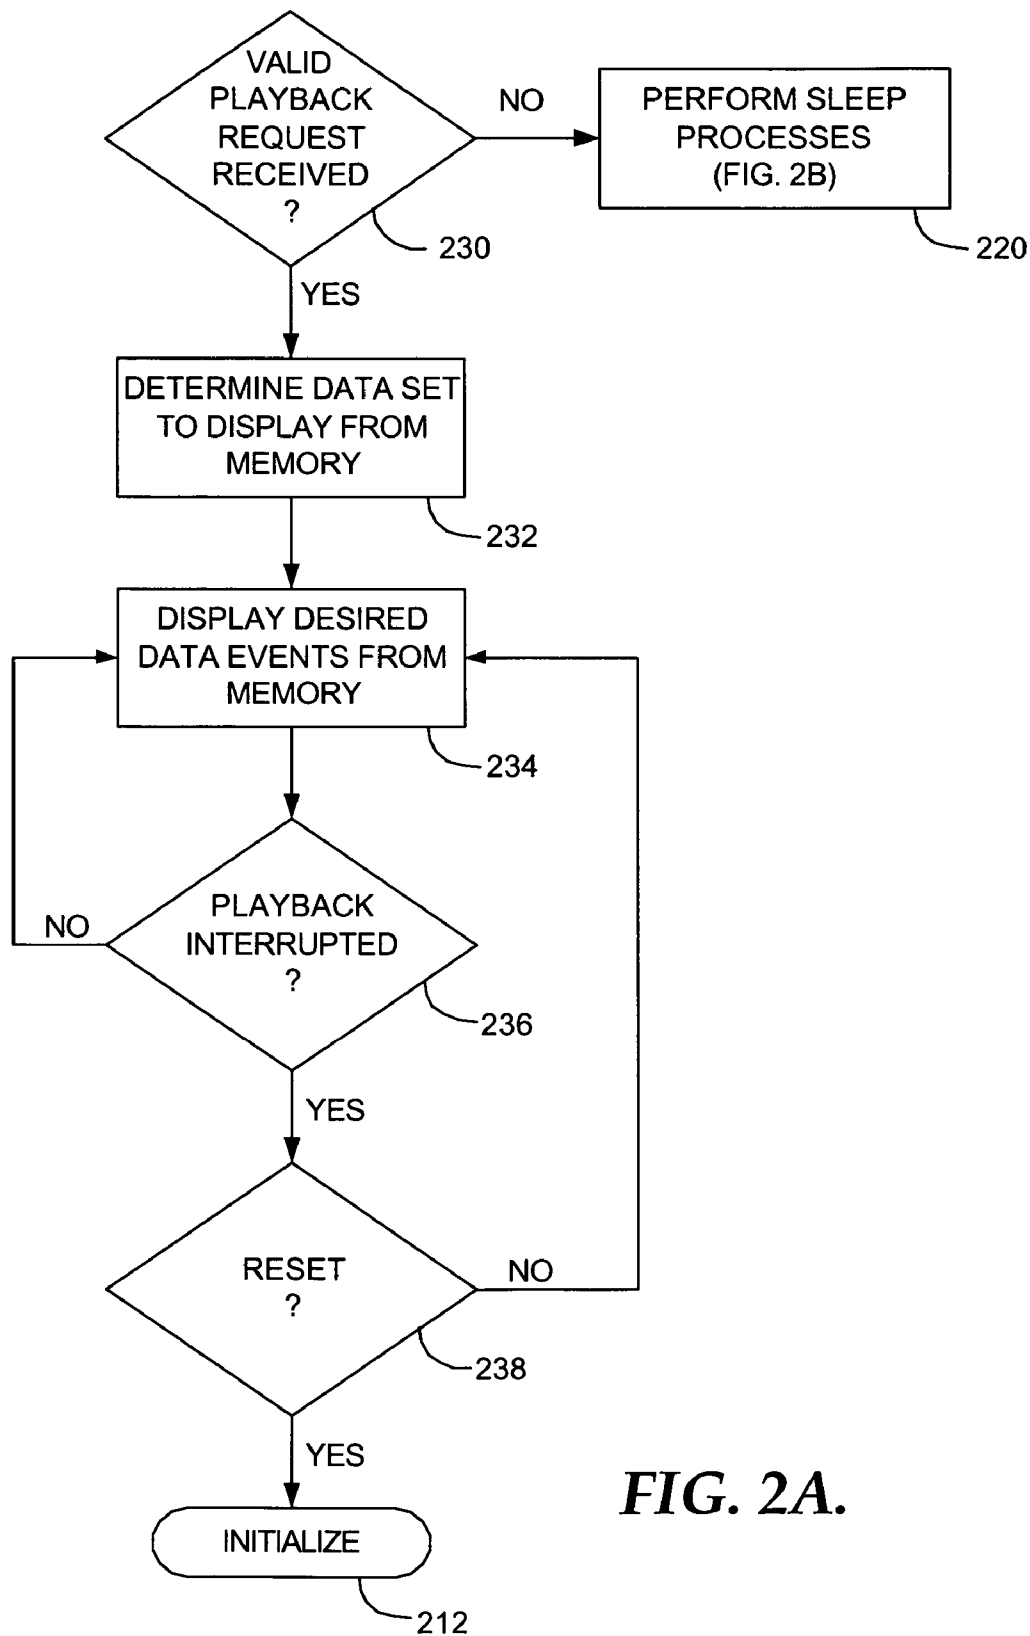 VALID
PLAYBACK
REQUEST
RECEIVED
?
NO
PERFORM SLEEP
PROCESSES
(FIG. 2B)
230
220
YES
DETERMINE DATA SET
TO DISPLAY FROM
MEMORY
232
DISPLAY DESIRED
DATA EVENTS FROM
MEMORY
234
PLAYBACK
INTERRUPTED
?
NO
236
YES
RESET
?
NO
238
YES
FIG. 2A.
INITIALIZE
212